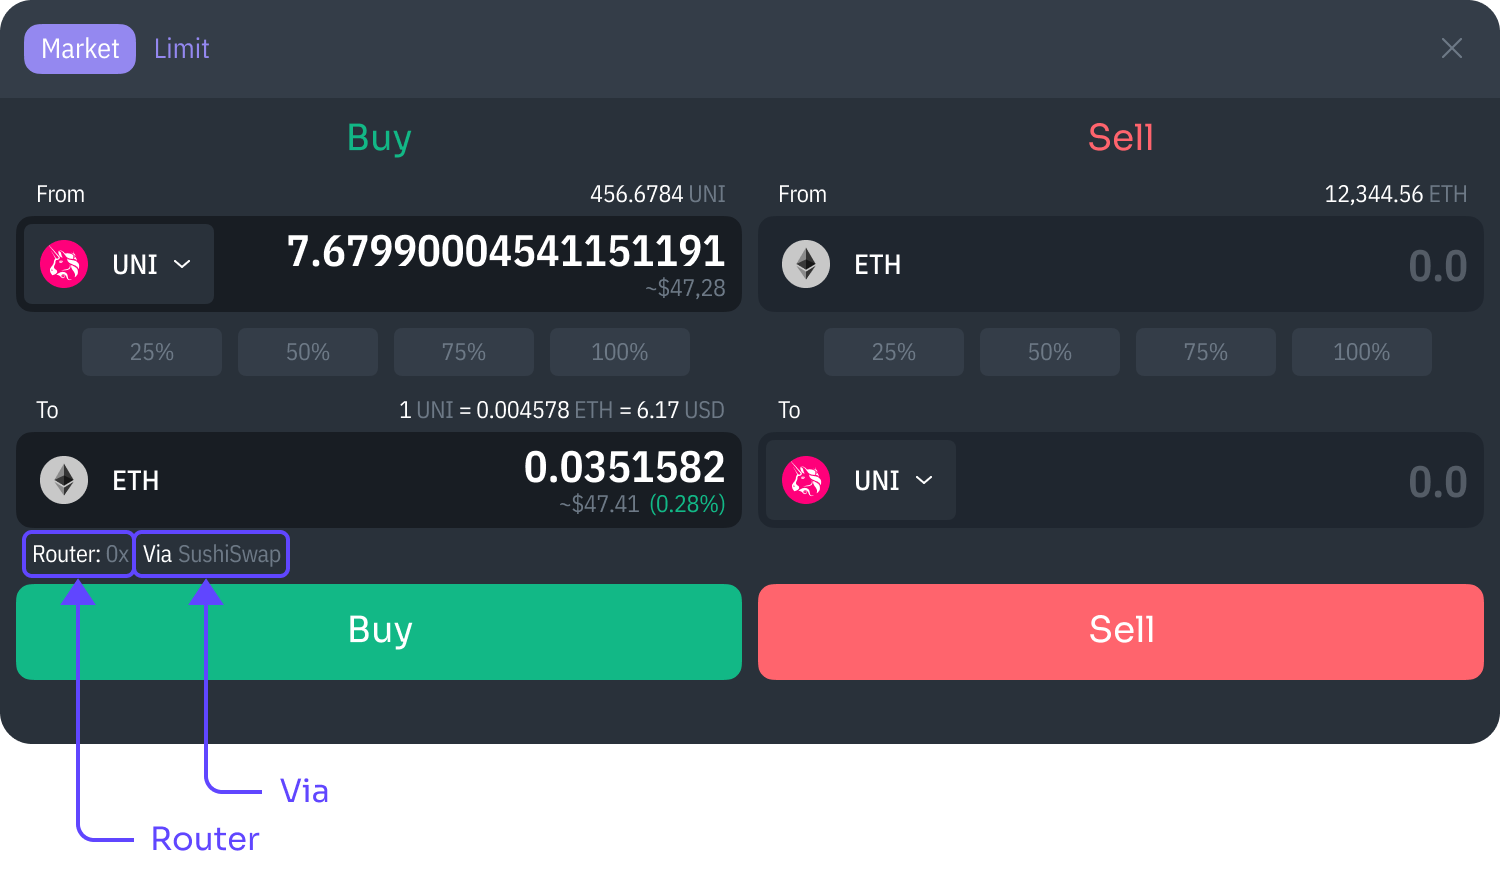 Market Limit
Buy
From 456.6784 UNI
UNI 7.67990004541151191
~$47,28
25% 50% 75% 100%
To 1 UNI = 0.004578 ETH = 6.17 USD
ETH 0.0351582
~$47.41 (0.28%)
Router: 0x Via SushiSwap
Buy
Sell
From 12,344.56 ETH
ETH 0.0
25% 50% 75% 100%
To
UNI 0.0
Sell
Via
Router